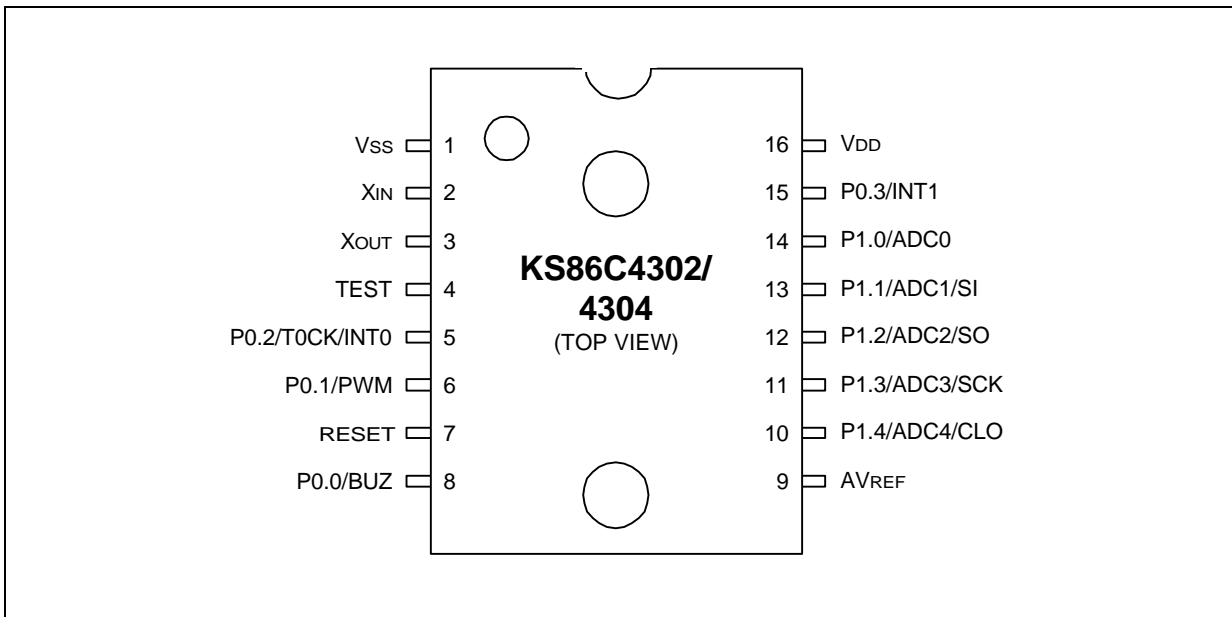 VSS 1
XIN 2
XOUT 3
TEST 4
P0.2/T0CK/INT0 5
P0.1/PWM 6
RESET 7
P0.0/BUZ 8
KS86C4302/
4304
(TOP VIEW)
16 VDD
15 P0.3/INT1
14 P1.0/ADC0
13 P1.1/ADC1/SI
12 P1.2/ADC2/SO
11 P1.3/ADC3/SCK
10 P1.4/ADC4/CLO
9 AVREF